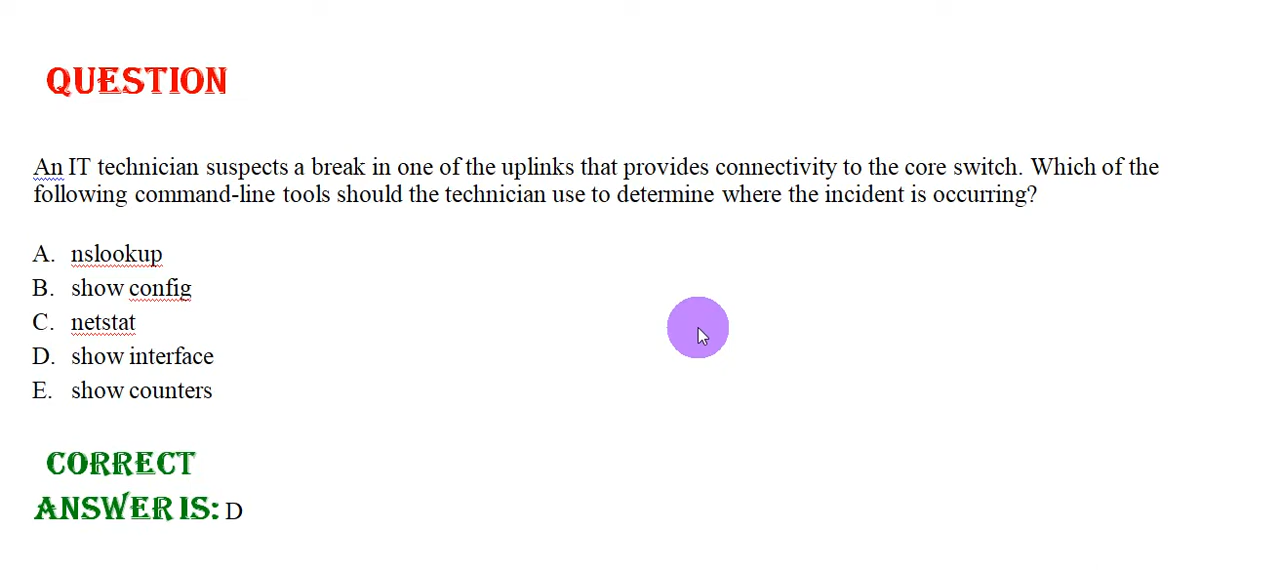 QUESTION
An IT technician suspects a break in one of the uplinks that provides connectivity to the core switch. Which of the
following command-line tools should the technician use to determine where the incident is occurring?
A. nslookup
B. show config
C. netstat
D. show interface
E. show counters
CORRECT
ANSWER IS: D